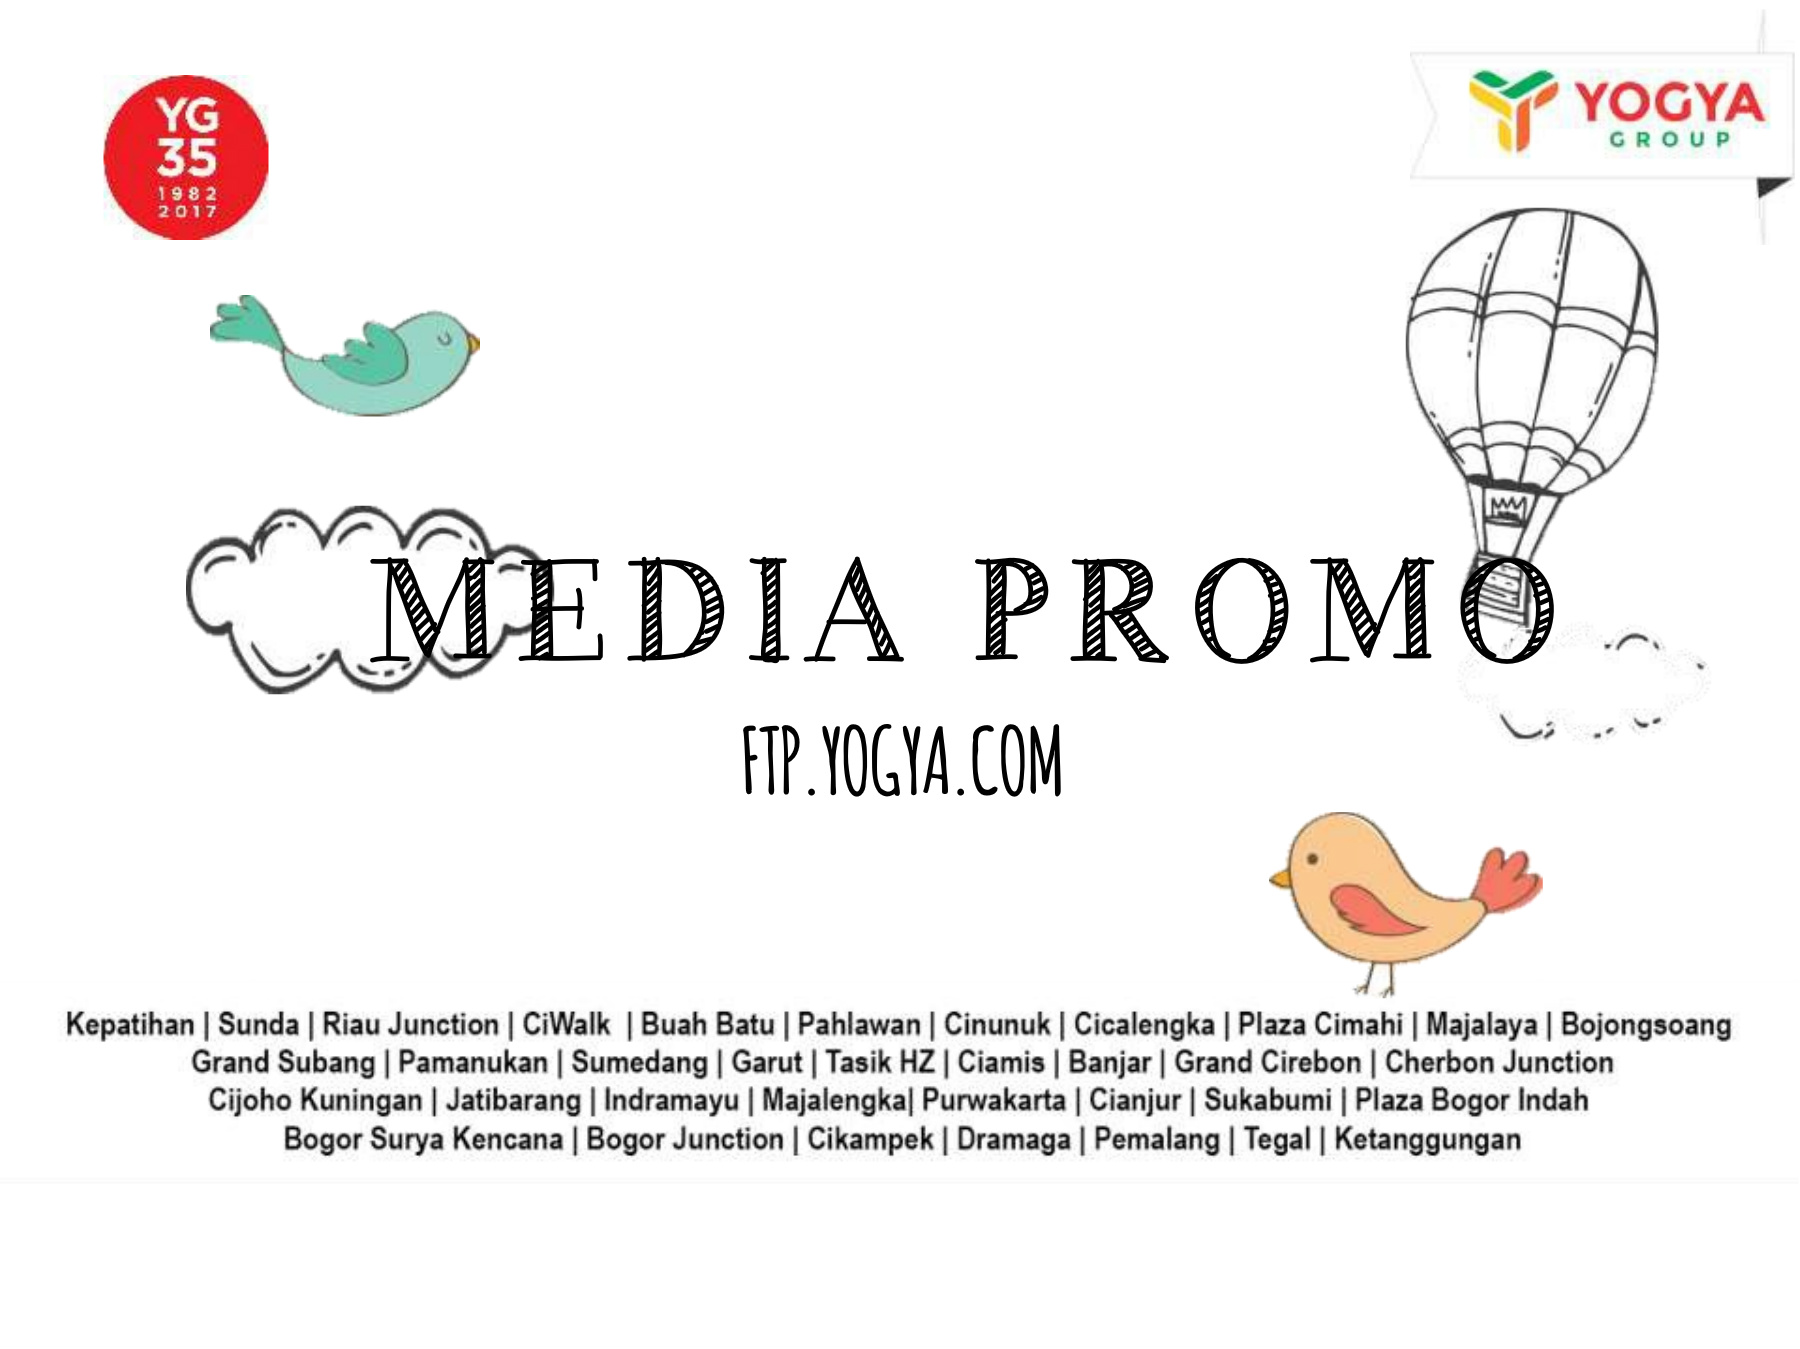 YG
35
1982
2017
YOGYA
GROUP
MEDIA PROMO
FTP.YOGYA.COM
Kepatihan | Sunda | Riau Junction | CiWalk | Buah Batu | Pahlawan | Cinunuk | Cicalengka | Plaza Cimahi | Majalaya | Bojongsoang
Grand Subang | Pamanukan | Sumedang | Garut | Tasik HZ | Ciamis | Banjar | Grand Cirebon | Cherbon Junction
Cijoho Kuningan | Jatibarang | Indramayu | Majalengka| Purwakarta | Cianjur | Sukabumi | Plaza Bogor Indah
Bogor Surya Kencana | Bogor Junction | Cikampek | Dramaga | Pemalang | Tegal | Ketanggungan